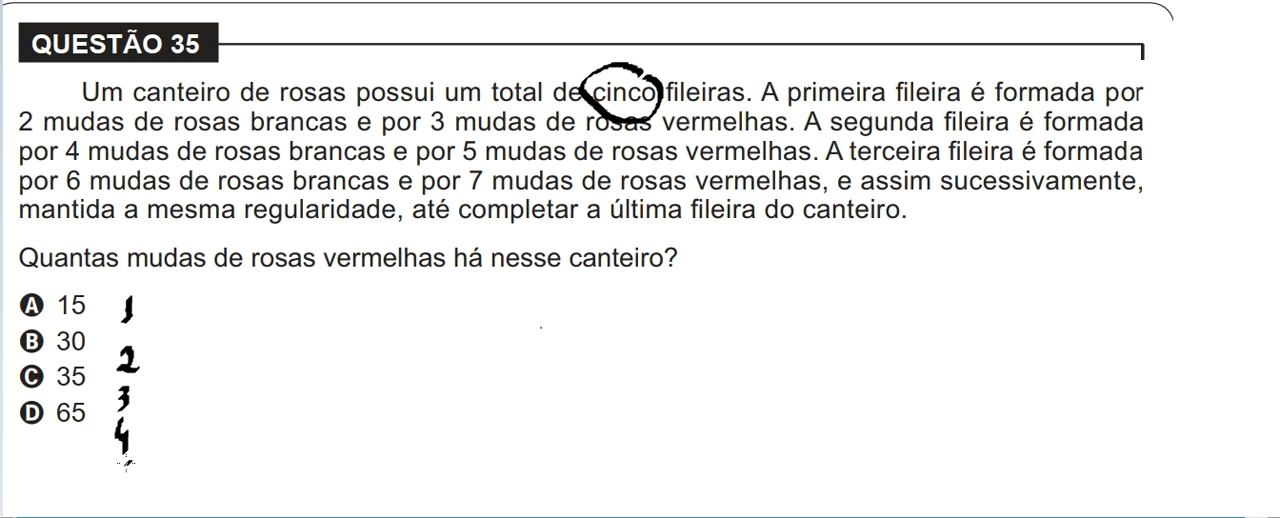 QUESTÃO 35
Um canteiro de rosas possui um total de cinco fileiras. A primeira fileira é formada por
2 mudas de rosas brancas e por 3 mudas de rosas vermelhas. A segunda fileira é formada
por 4 mudas de rosas brancas e por 5 mudas de rosas vermelhas. A terceira fileira é formada
por 6 mudas de rosas brancas e por 7 mudas de rosas vermelhas, e assim sucessivamente,
mantida a mesma regularidade, até completar a última fileira do canteiro.
Quantas mudas de rosas vermelhas há nesse canteiro?
A 15 1
B 30
2
C 35
3
D 65
4